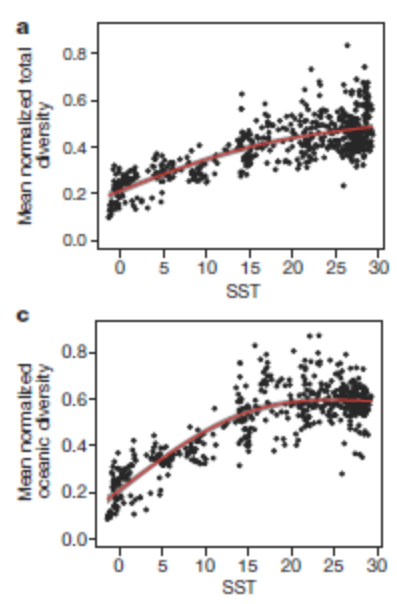 a
Mean normalized total
diversity
0.8
0.6
0.4
0.2
0.0
0 5 10 15 20 25 30
SST
c
Mean normalized
oceanic diversity
0.8
0.6
0.4
0.2
0.0
0 5 10 15 20 25 30
SST